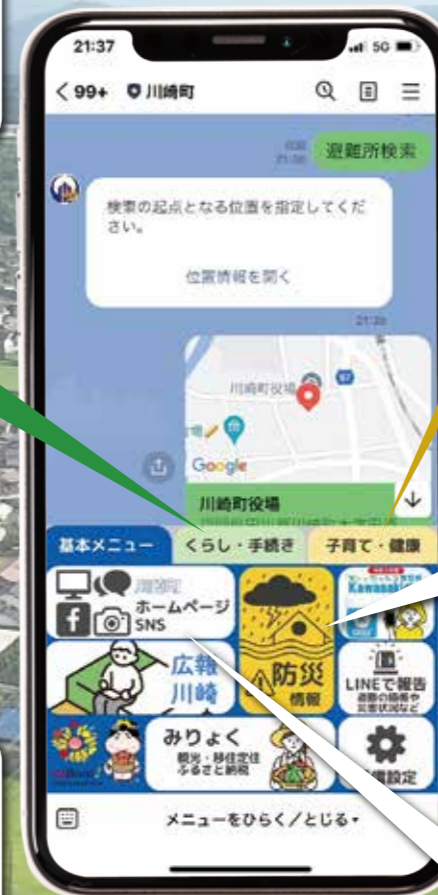 21:37
5G
99+ 川崎町
避難所検索
検索の起点となる位置を指定してくだ
さい。
位置情報を開く
川崎町役場
Google
川崎町役場
基本メニュー くらし・手続き 子育て・健康
ホームページ
SNS
防災
情報
広報
川崎
LINEで報告
みりょく
観光・移住定住
ふるさと納税
メニューをひらく/とじる